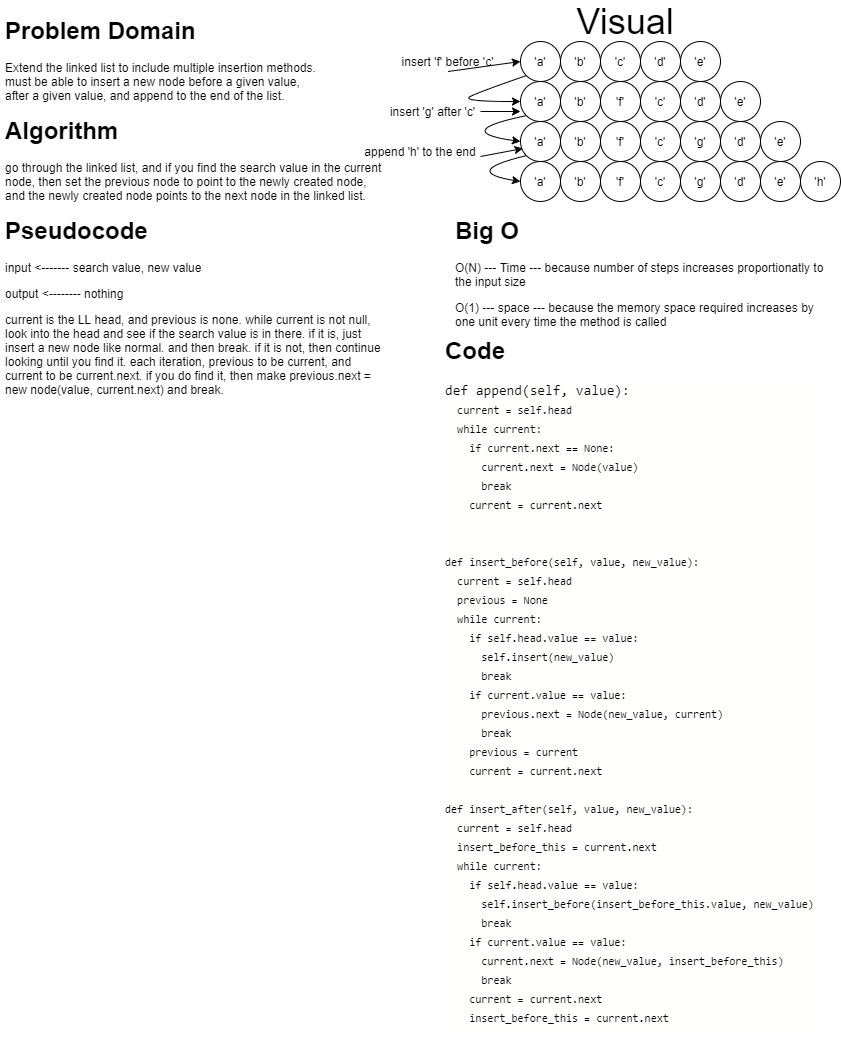 Problem Domain
Extend the linked list to include multiple insertion methods.
must be able to insert a new node before a given value,
after a given value, and append to the end of the list.
Algorithm
go through the linked list, and if you find the search value in the current
node, then set the previous node to point to the newly created node,
and the newly created node points to the next node in the linked list.
Visual
insert 'f' before 'c'
'a' 'b' 'c' 'd' 'e'
'a' 'b' 'f' 'c' 'd' 'e'
insert 'g' after 'c'
'a' 'b' 'f' 'c' 'g' 'd' 'e'
append 'h' to the end
'a' 'b' 'f' 'c' 'g' 'd' 'e' 'h'
Pseudocode
input <------- search value, new value
output <-------- nothing
current is the LL head, and previous is none. while current is not null,
look into the head and see if the search value is in there. if it is, just
insert a new node like normal. and then break. if it is not, then continue
looking until you find it. each iteration, previous to be current, and
current to be current.next. if you do find it, then make previous.next =
new node(value, current.next) and break.
Big O
O(N) --- Time --- because number of steps increases proportionatly to
the input size
O(1) --- space --- because the memory space required increases by
one unit every time the method is called
Code
def append(self, value):
current = self.head
while current:
if current.next == None:
current.next = Node(value)
break
current = current.next
def insert_before(self, value, new_value):
current = self.head
previous = None
while current:
if self.head.value == value:
self.insert(new_value)
break
if current.value == value:
previous.next = Node(new_value, current)
break
previous = current
current = current.next
def insert_after(self, value, new_value):
current = self.head
insert_before_this = current.next
while current:
if self.head.value == value:
self.insert_before(insert_before_this.value, new_value)
break
if current.value == value:
current.next = Node(new_value, insert_before_this)
break
current = current.next
insert_before_this = current.next